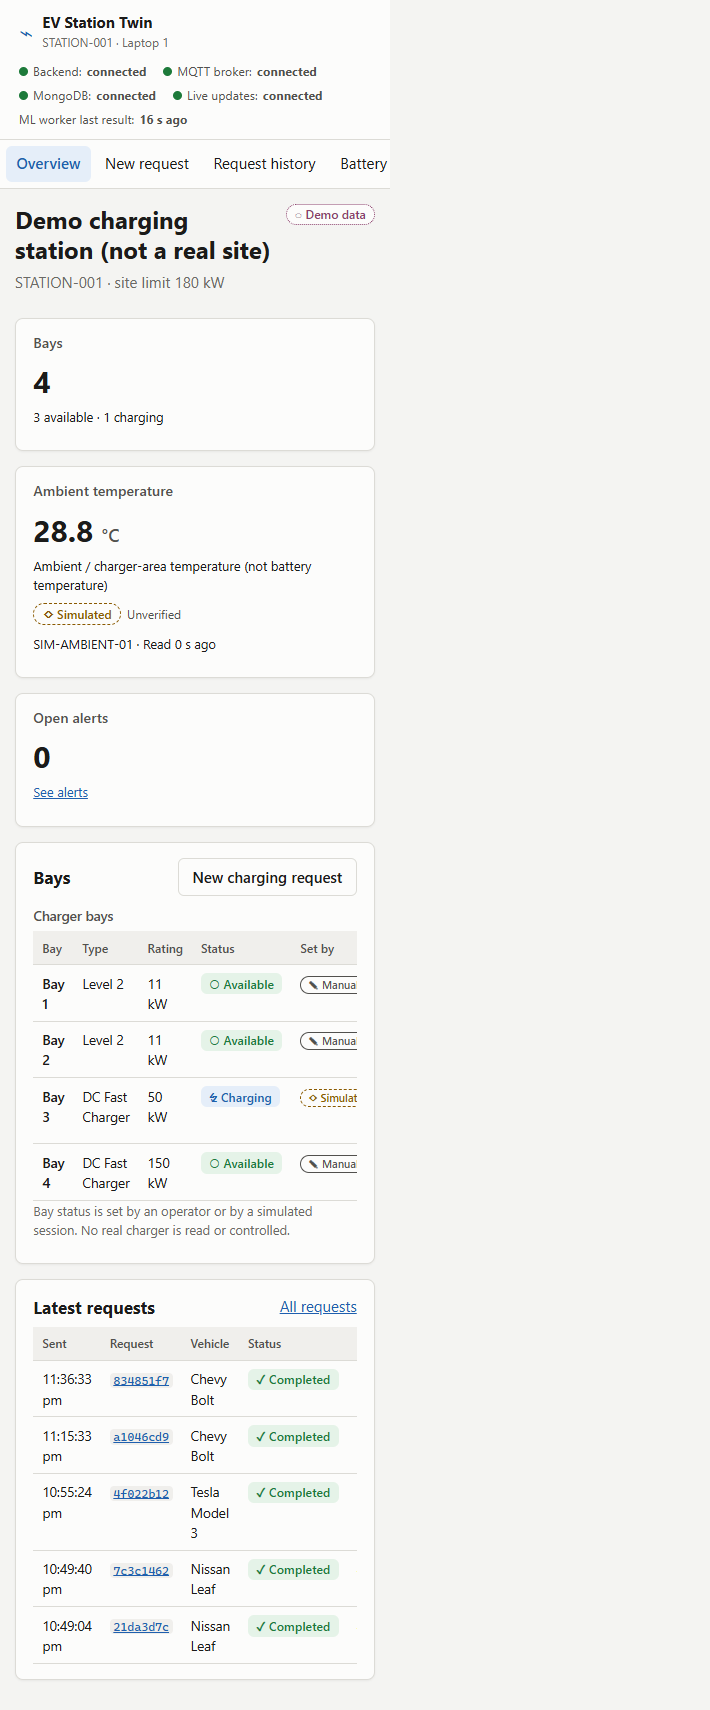 EV Station Twin
STATION-001 · Laptop 1
Backend: connected MQTT broker: connected
MongoDB: connected Live updates: connected
ML worker last result: 16 s ago
Overview New request Request history Battery
Demo charging station (not a real site)
Demo data
STATION-001 · site limit 180 kW
Bays
4
3 available · 1 charging
Ambient temperature
28.8 °C
Ambient / charger-area temperature (not battery
temperature)
Simulated Unverified
SIM-AMBIENT-01 · Read 0 s ago
Open alerts
0
See alerts
Bays New charging request
Charger bays
Bay Type Rating Status Set by
Bay 1 Level 2 11 kW Available Manua
Bay 2 Level 2 11 kW Available Manua
Bay 3 DC Fast Charger 50 kW Charging Simulat
Bay 4 DC Fast Charger 150 kW Available Manua
Bay status is set by an operator or by a simulated
session. No real charger is read or controlled.
Latest requests All requests
Sent Request Vehicle Status
11:36:33 pm 834851f7 Chevy Bolt ✓ Completed
11:15:33 pm a1046cd9 Chevy Bolt ✓ Completed
10:55:24 pm 4f022b12 Tesla Model 3 ✓ Completed
10:49:40 pm 7c3c1462 Nissan Leaf ✓ Completed
10:49:04 pm 21da3d7c Nissan Leaf ✓ Completed